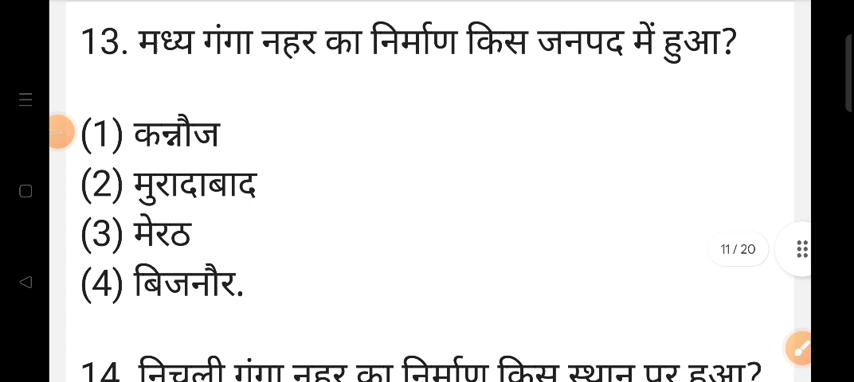 13. मध्य गंगा नहर का निर्माण किस जनपद में हुआ?
(1) कन्नौज
(2) मुरादाबाद
(3) मेरठ
11 / 20
(4) बिजनौर.
14. निचली गंगा नहर का निर्माण किस स्थान पर हुआ?